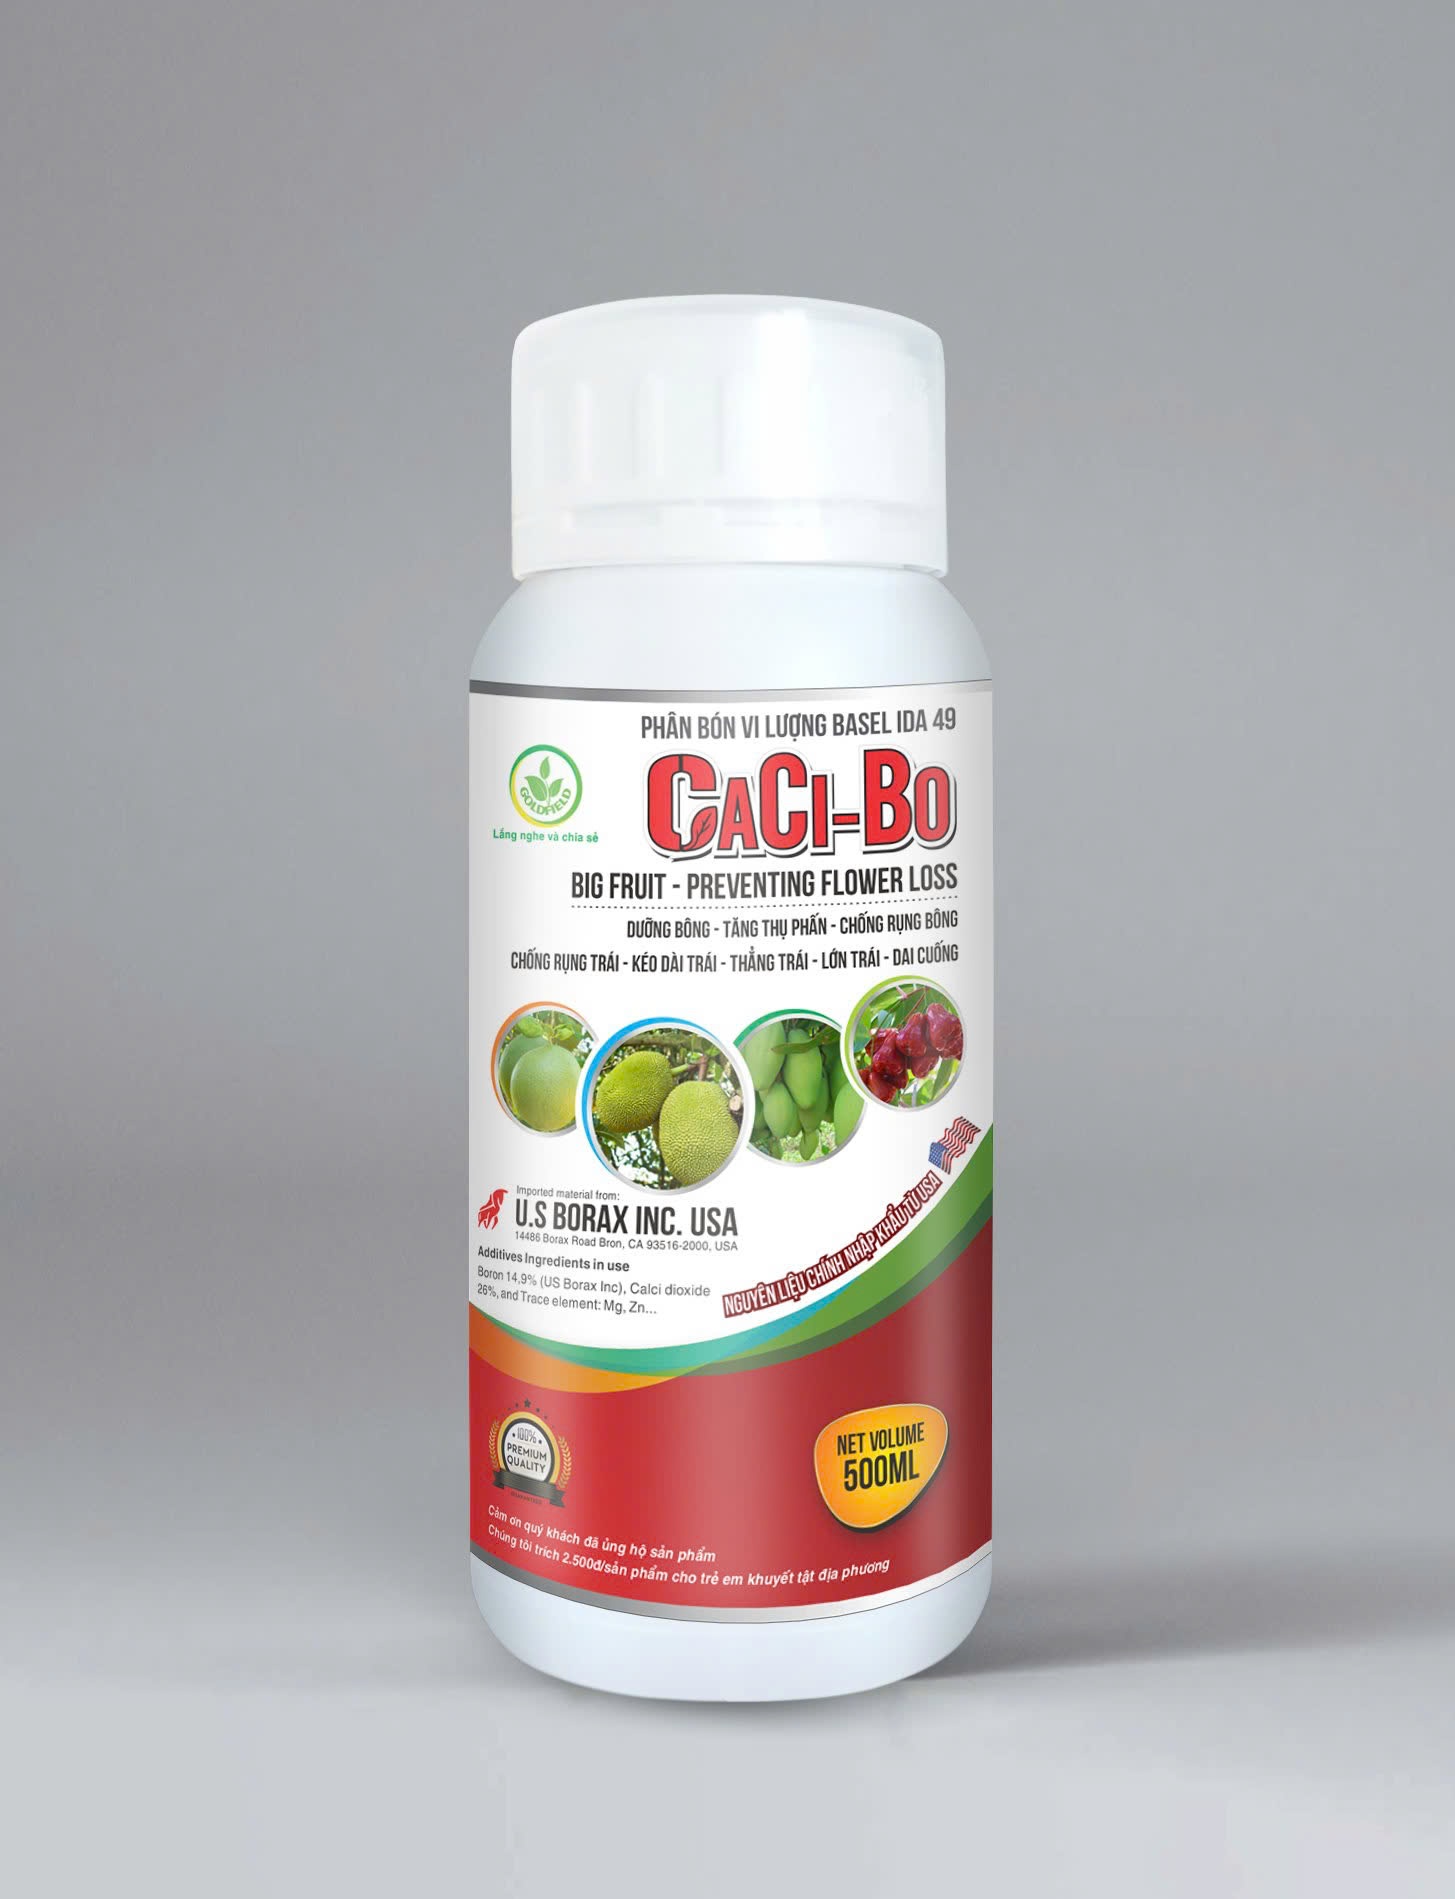 PHÂN BÓN VI LƯỢNG BASEL IDA 49
CACI-BO
GOLDFIELD
Lắng nghe và chia sẻ
BIG FRUIT - PREVENTING FLOWER LOSS
DƯỠNG BÔNG - TĂNG THỤ PHẤN - CHỐNG RỤNG BÔNG
CHỐNG RỤNG TRÁI - KÉO DÀI TRÁI - THẲNG TRÁI - LỚN TRÁI - DAI CUỐNG
Imported material from:
U.S BORAX INC. USA
14486 Borax Road Bron, CA 93516-2000, USA
Additives Ingredients in use
Boron 14,9% (US Borax Inc), Calci dioxide
26%, and Trace element: Mg, Zn...
NGUYÊN LIỆU CHÍNH NHẬP KHẨU TỪ USA
100%
PREMIUM
QUALITY
GUARANTEED
NET VOLUME
500ML
Cảm ơn quý khách đã ủng hộ sản phẩm
Chúng tôi trích 2.500đ/sản phẩm cho trẻ em khuyết tật địa phương